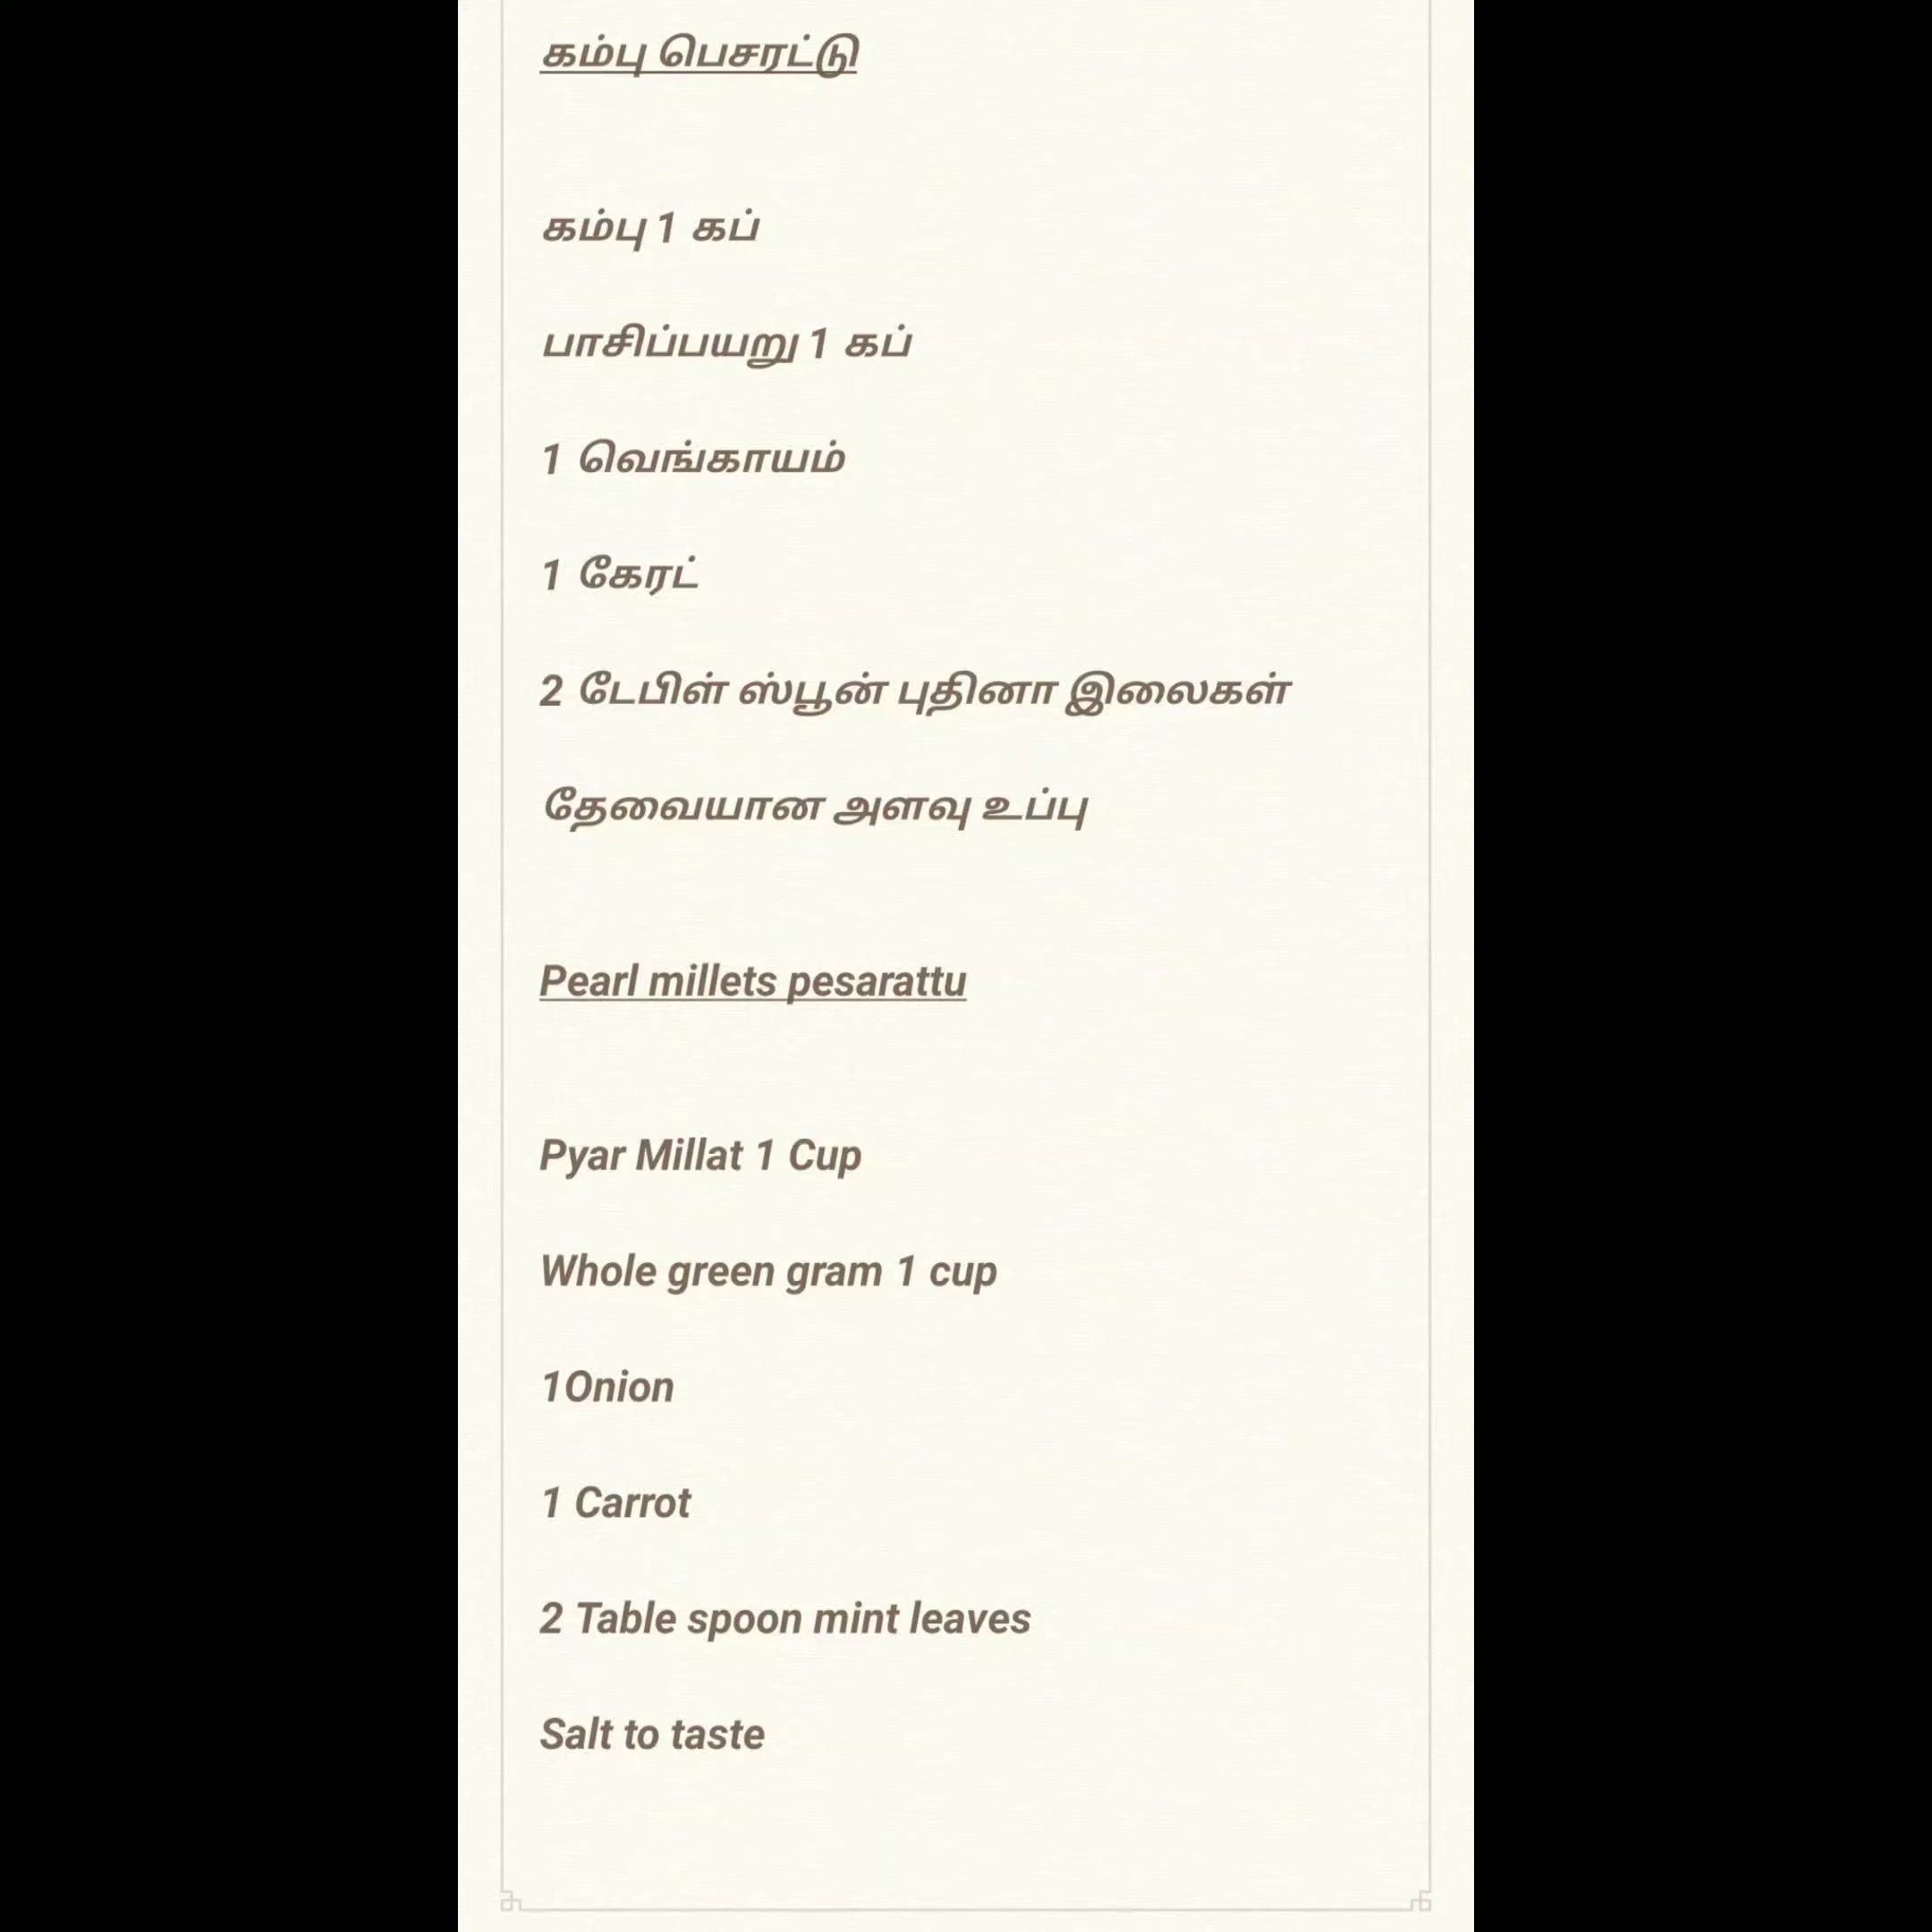 கம்பு பெசரட்டு
கம்பு 1 கப்
பாசிப்பயறு 1 கப்
1 வெங்காயம்
1 கேரட்
2 டேபிள் ஸ்பூன் புதினா இலைகள்
தேவையான அளவு உப்பு
Pearl millets pesarattu
Pyar Millat 1 Cup
Whole green gram 1 cup
1Onion
1 Carrot
2 Table spoon mint leaves
Salt to taste